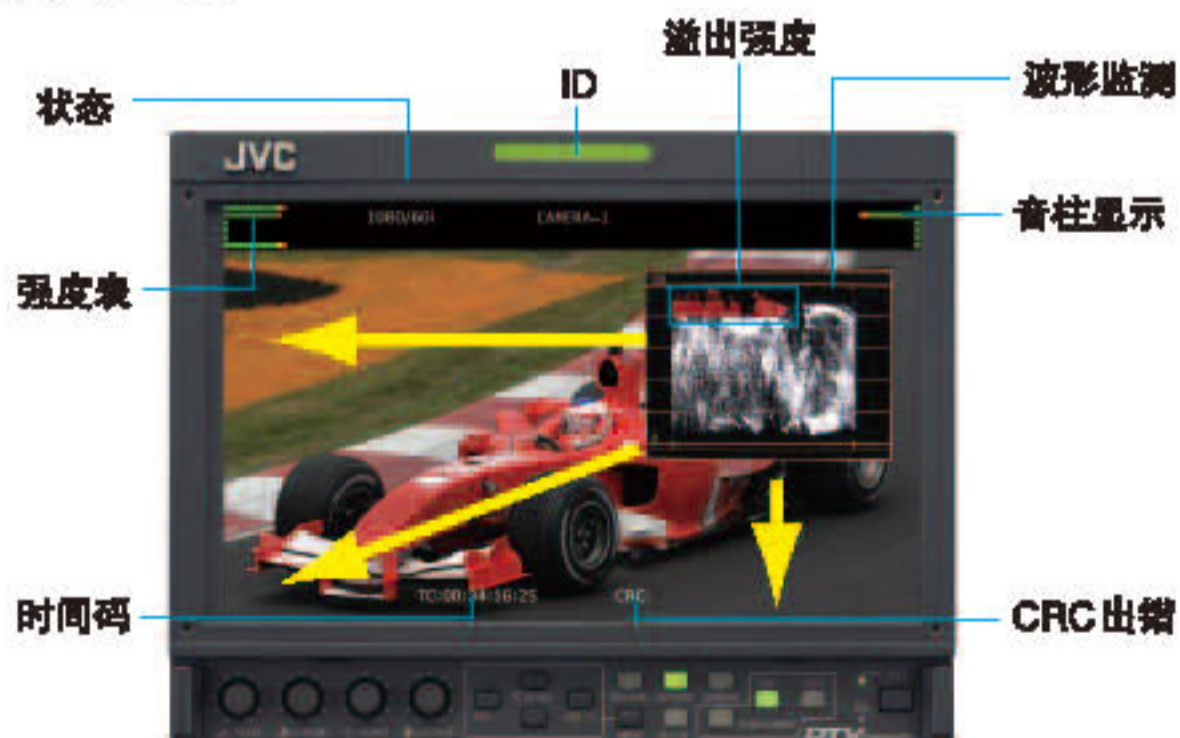 溢出强度
ID
波形监测
状态
JVC
1080/60i
CAMERA-1
音柱显示
强度表
时间码
TC:00:24:16:25
CRC
CRC出错